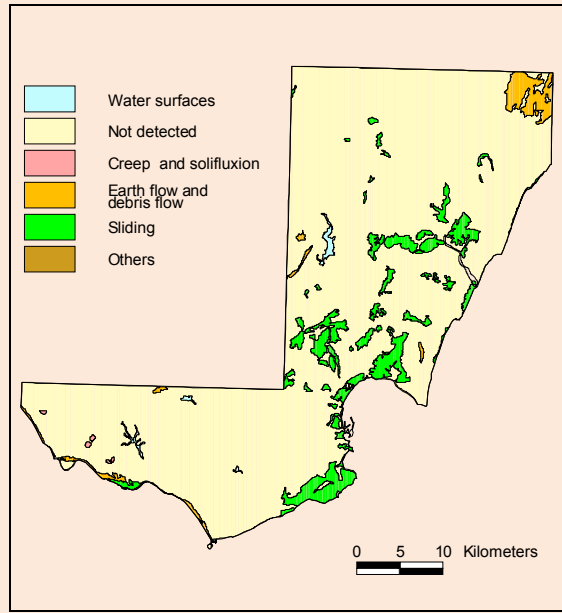 Water surfaces
Not detected
Creep and solifluxion
Earth flow and
debris flow
Sliding
Others
0 5 10 Kilometers